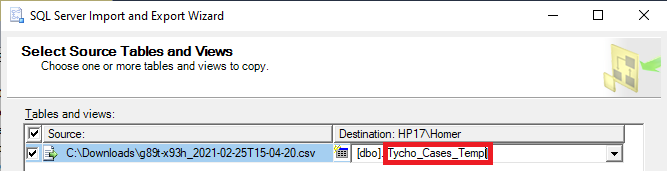 SQL Server Import and Export Wizard
Select Source Tables and Views
Choose one or more tables and views to copy.
Tables and views:
Source: Destination: HP17\Homer
C:\Downloads\g89t-x93h_2021-02-25T15-04-20.csv [dbo].Tycho_Cases_Temp